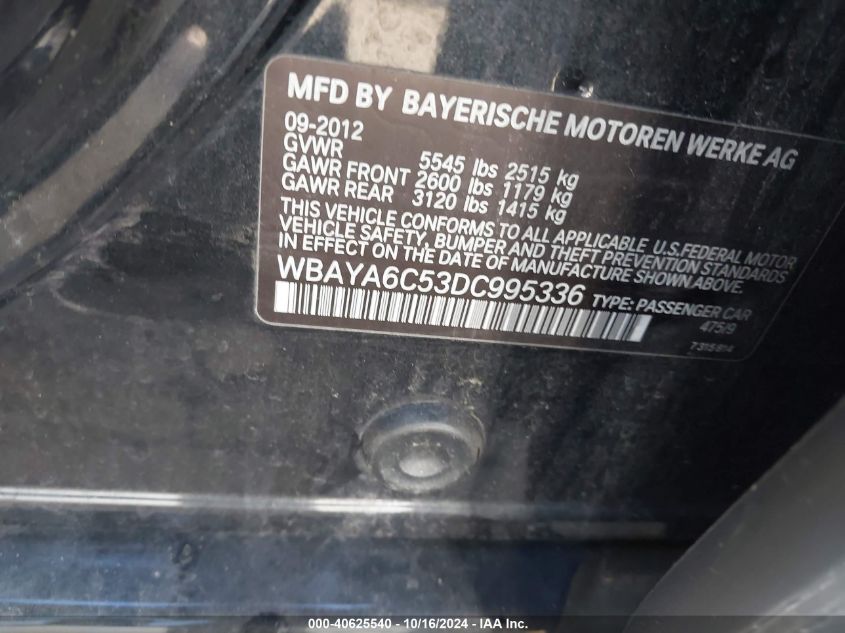 MFD BY BAYERISCHE MOTOREN WERKE AG
09-2012
GVWR 5545 lbs 2515 kg
GAWR FRONT 2600 lbs 1179 kg
GAWR REAR 3120 lbs 1415 kg
THIS VEHICLE CONFORMS TO ALL APPLICABLE U.S.FEDERAL MOTOR
VEHICLE SAFETY, BUMPER AND THEFT PREVENTION STANDARDS
IN EFFECT ON THE DATE OF MANUFACTURE SHOWN ABOVE.
WBAYA6C53DC995336 TYPE: PASSENGER CAR
475/9
7 315 814
000-40625540 - 10/16/2024 - IAA Inc.